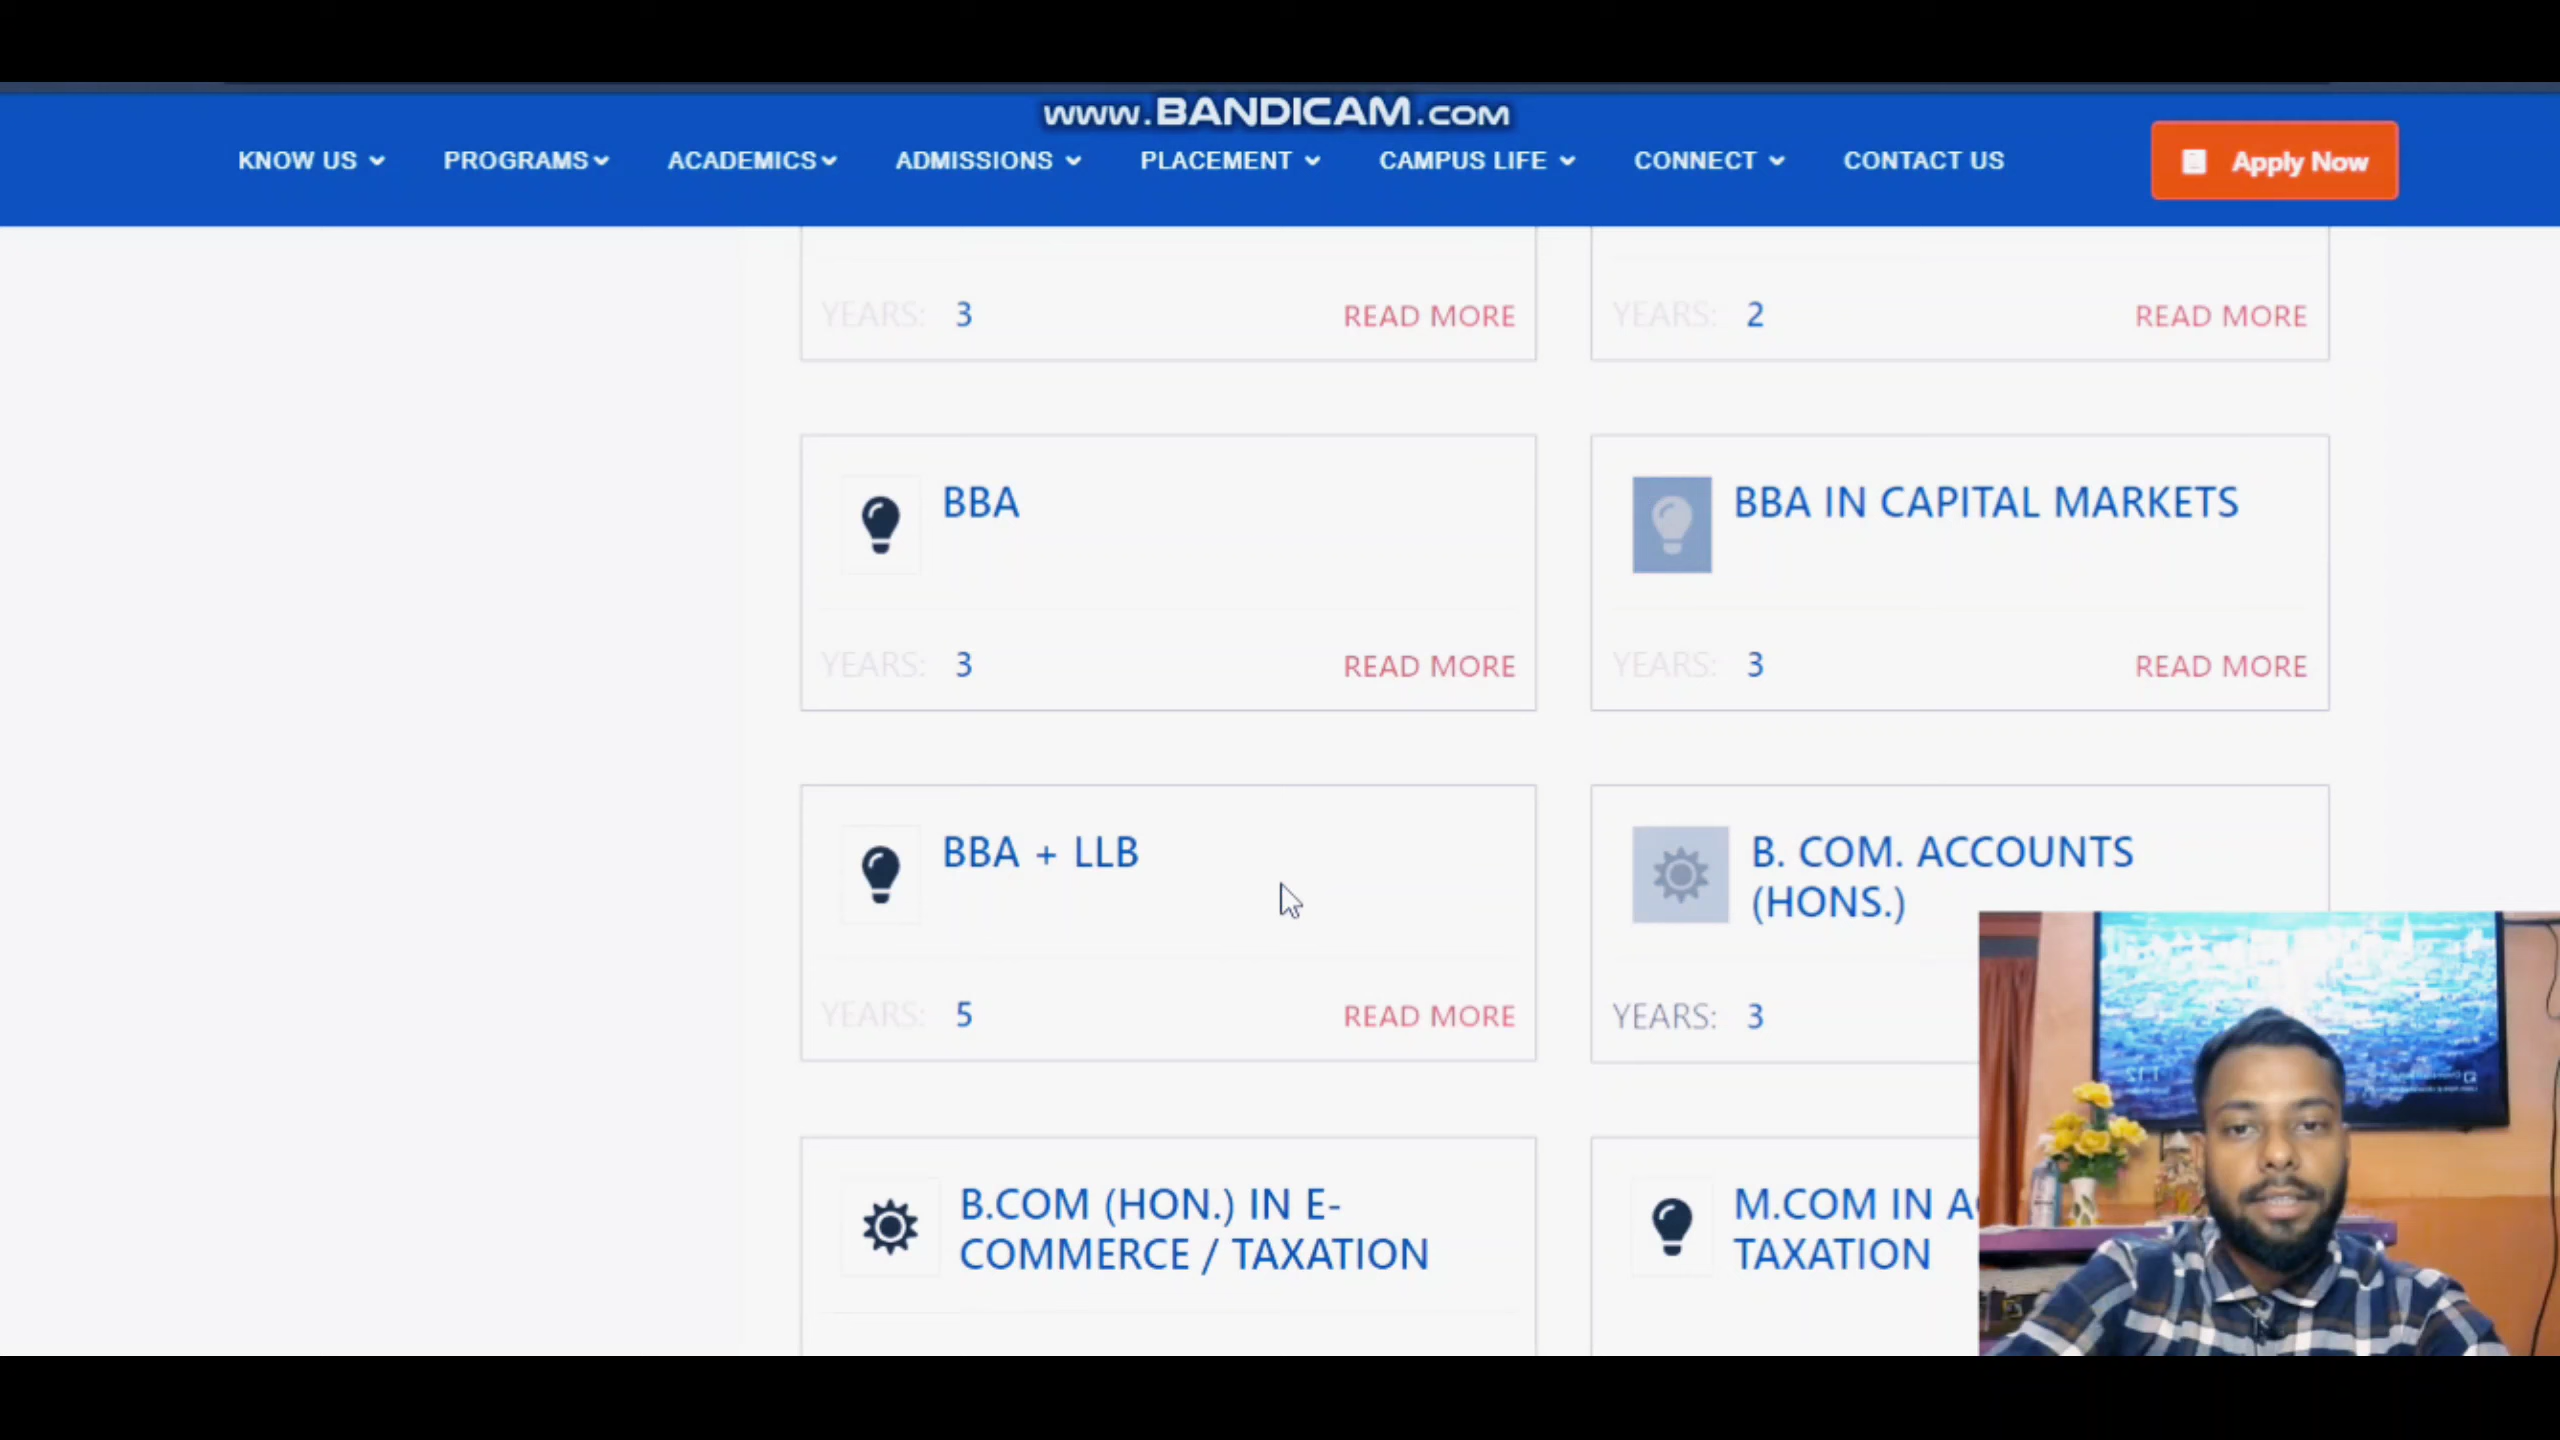 www.BANDICAM.com
KNOW US PROGRAMS ACADEMICS ADMISSIONS PLACEMENT CAMPUS LIFE CONNECT CONTACT US Apply Now
YEARS: 3 READ MORE
YEARS: 2 READ MORE
BBA
YEARS: 3 READ MORE
BBA IN CAPITAL MARKETS
YEARS: 3 READ MORE
BBA + LLB
YEARS: 5 READ MORE
B. COM. ACCOUNTS
(HONS.)
YEARS: 3
B.COM (HON.) IN E-
COMMERCE / TAXATION
M.COM IN
TAXATION